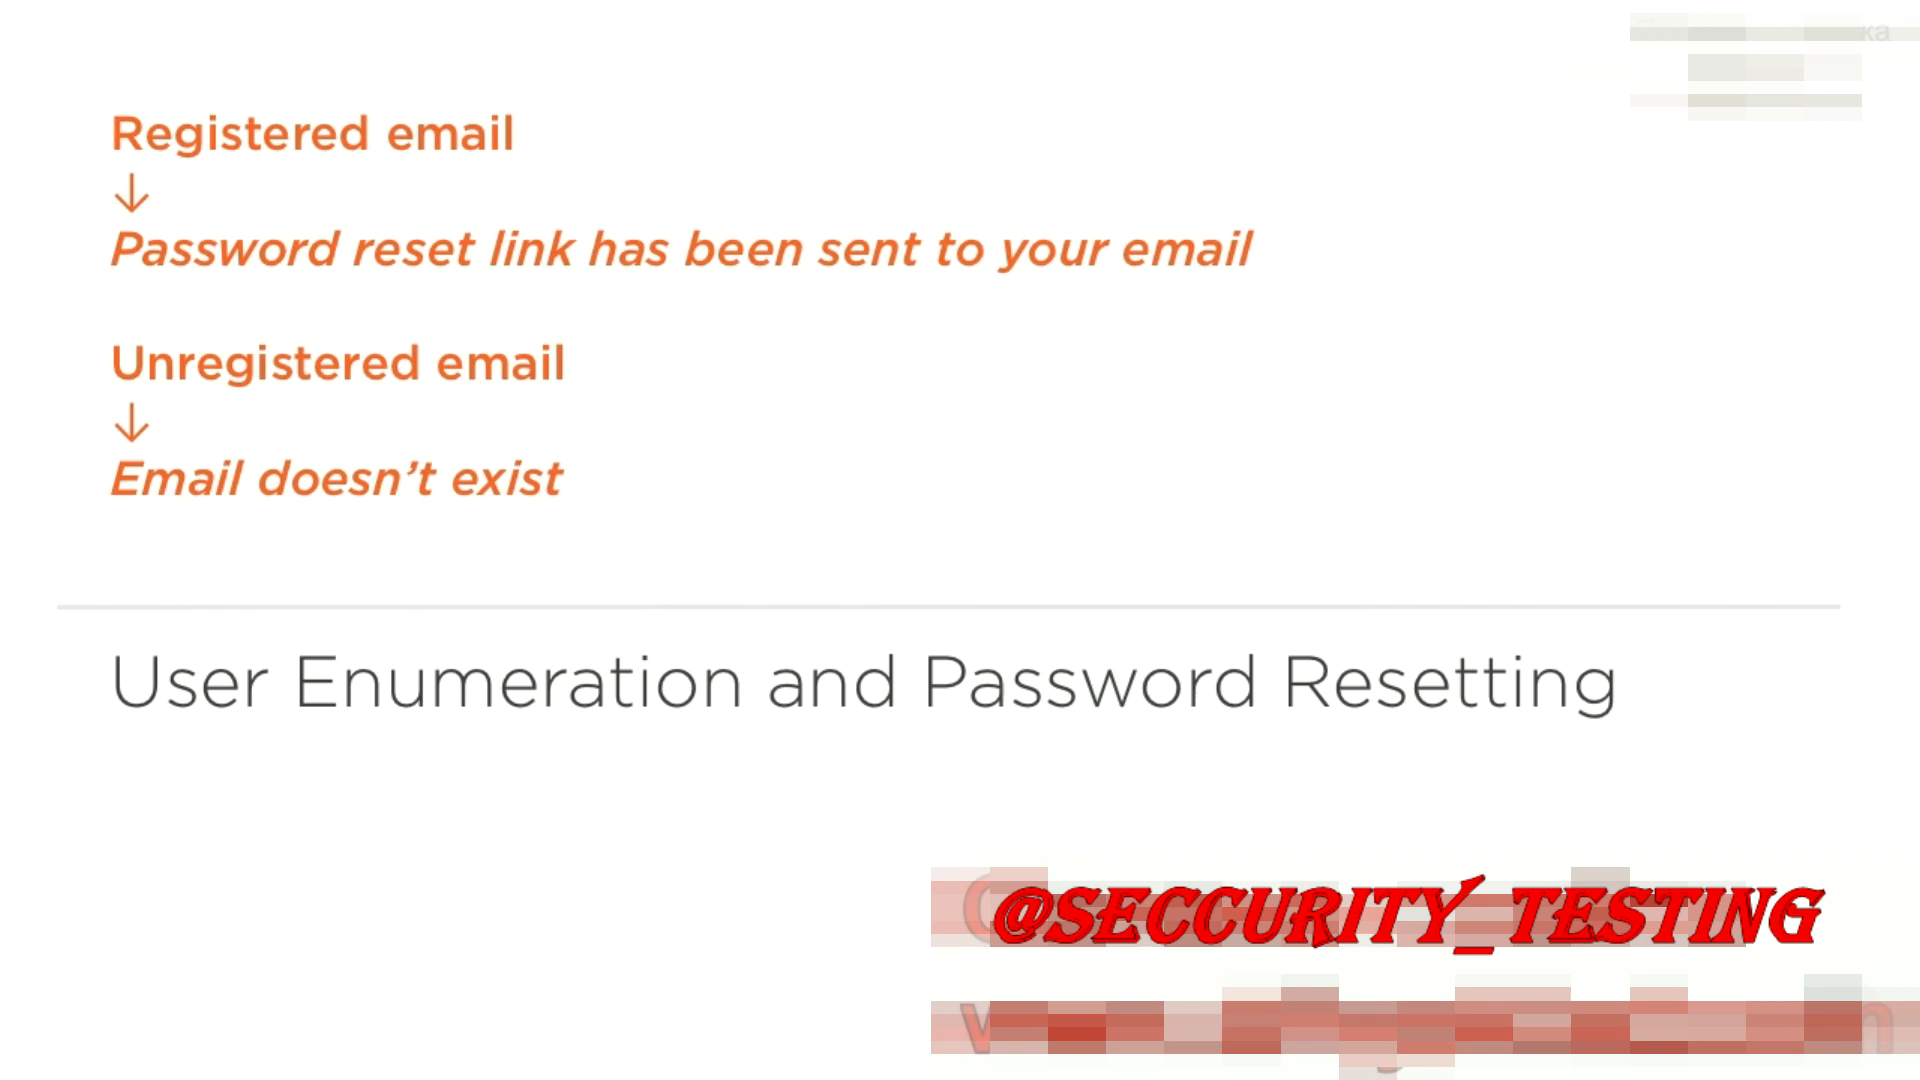 Registered email
↓
Password reset link has been sent to your email
Unregistered email
↓
Email doesn’t exist
User Enumeration and Password Resetting
@SECCURITY_TESTING